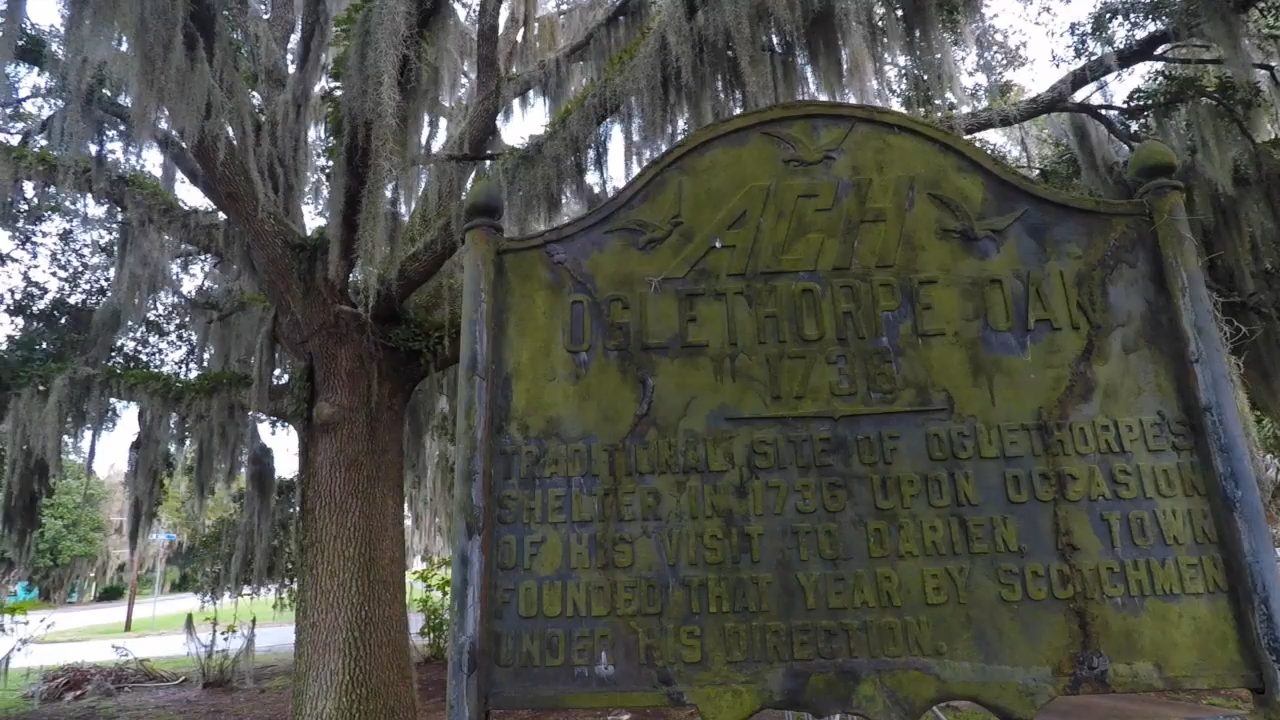 ACH
OGLETHORPE OAK
1736
TRADITIONAL SITE OF OGLETHORPE'S
SHELTER IN 1736 UPON OCCASION
OF HIS VISIT TO DARIEN, A TOWN
FOUNDED THAT YEAR BY SCOTCHMEN
UNDER HIS DIRECTION.